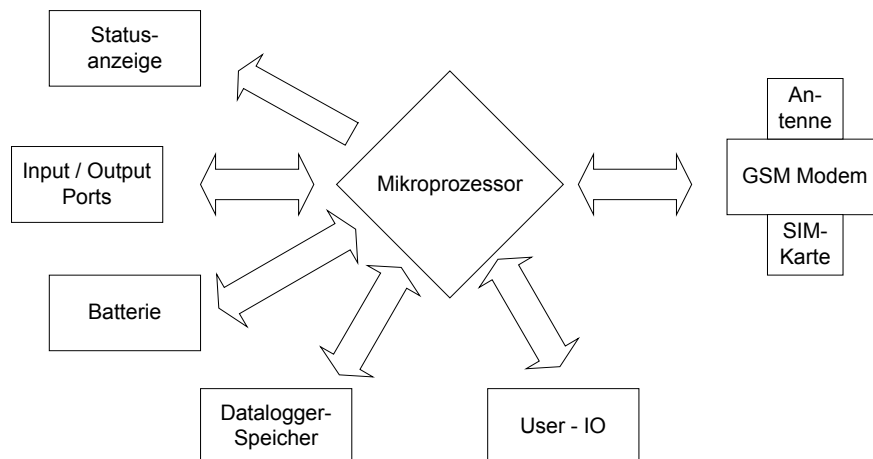 Status-
anzeige
An-
tenne
Input / Output
Ports
Mikroprozessor
GSM Modem
SIM-
Karte
Batterie
Datalogger-
Speicher
User - IO